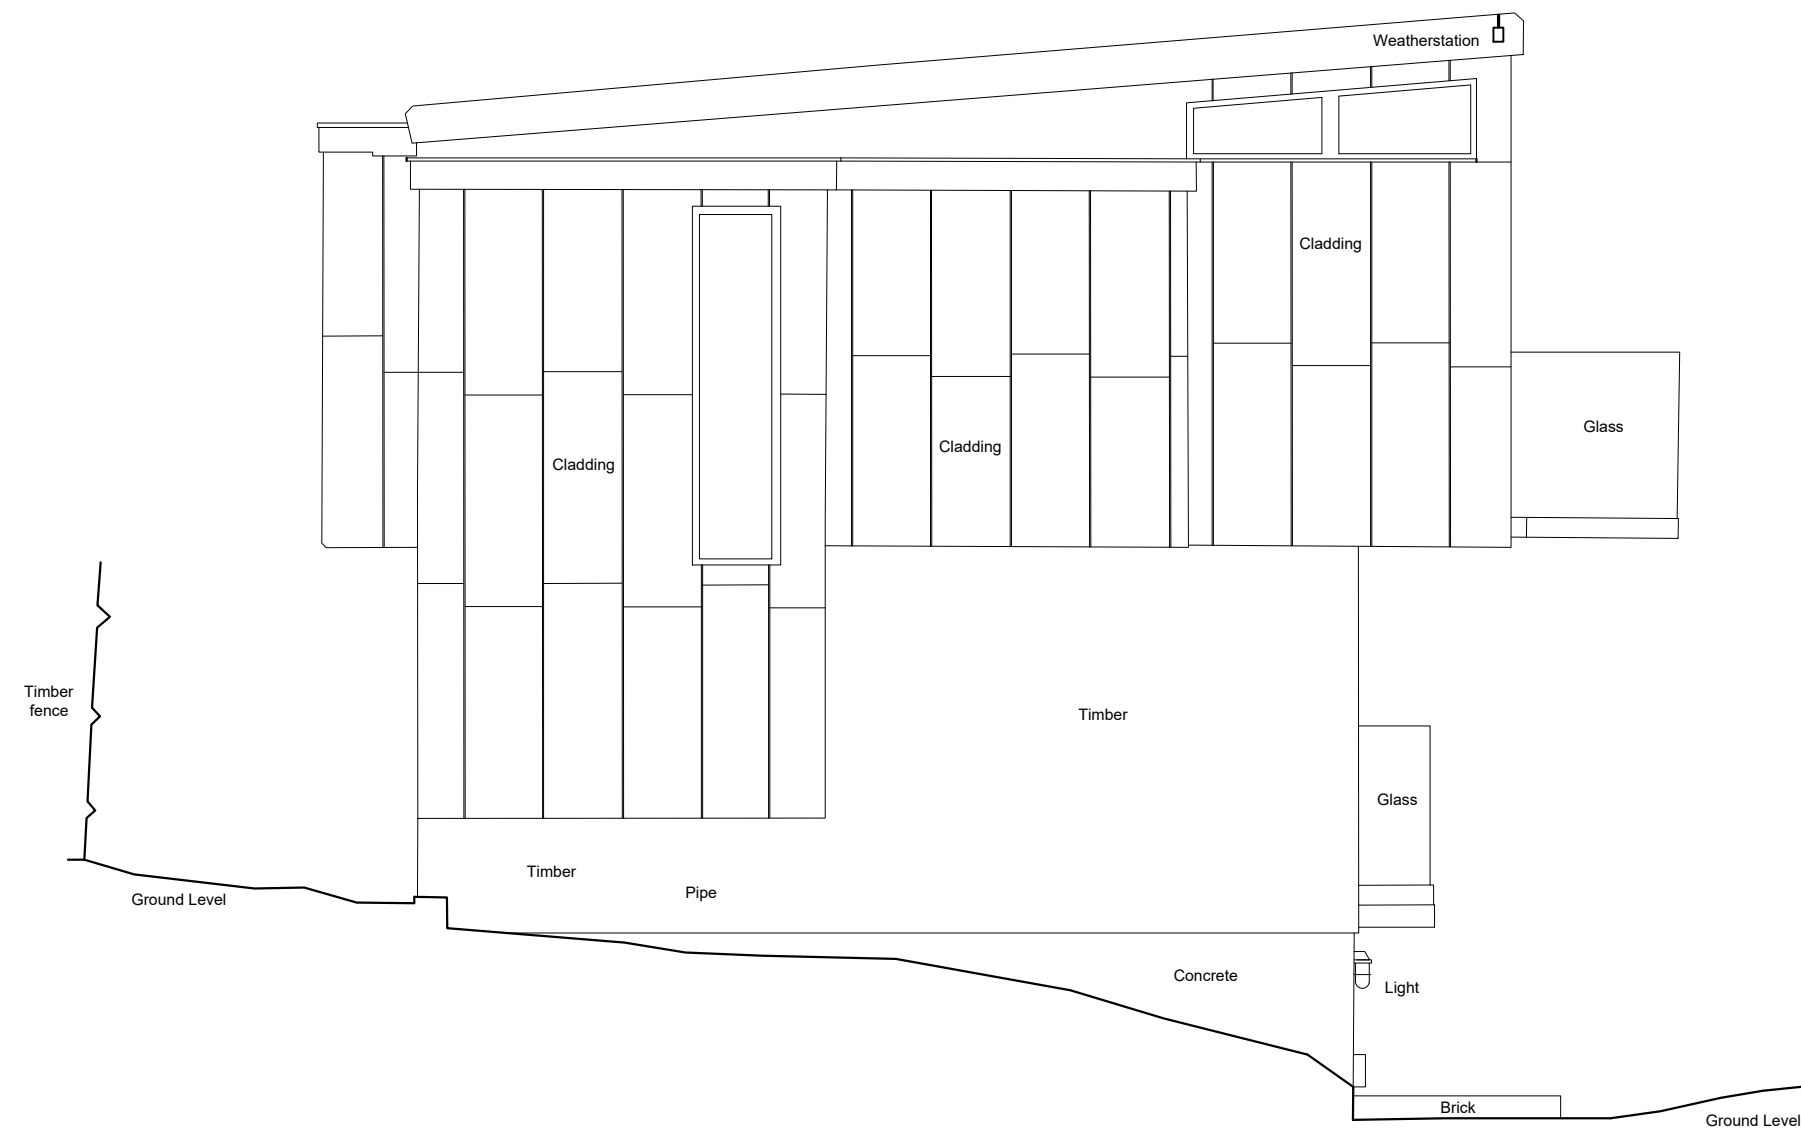 Weatherstation
Cladding
Glass
Cladding
Cladding
Timber
fence
Timber
Glass
Timber
Pipe
Ground Level
Concrete
Light
Brick
Ground Level